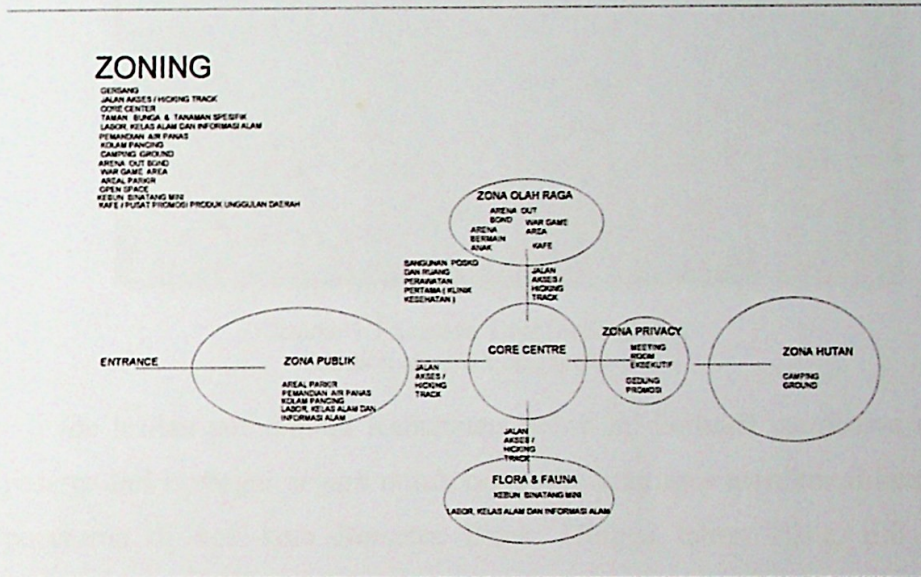 ZONING
GERBANG
JALAN AKSES / HICKING TRACK
CORE CENTER
TAMAN BUNGA & TANAMAN SPESIFIK
LABOR, KELAS ALAM DAN INFORMASI ALAM
PEMANDIAN AIR PANAS
KOLAM PANCING
CAMPING GROUND
ARENA OUT BOND
WAR GAME AREA
AREAL PARKIR
OPEN SPACE
KEBUN BINATANG MINI
KAFE / PUSAT PROMOSI PRODUK UNGGULAN DAERAH
ZONA OLAH RAGA
ARENA OUT
BOND
WAR GAME
AREA
ARENA
BERMAIN
ANAK
KAFE
BANGUNAN POSKO
DAN RUANG
PERAWATAN
PERTAMA ( KLINIK
KESEHATAN )
JALAN
AKSES /
HICKING
TRACK
ENTRANCE
ZONA PUBLIK
AREAL PARKIR
PEMANDIAN AIR PANAS
KOLAM PANCING
LABOR, KELAS ALAM DAN
INFORMASI ALAM
JALAN
AKSES /
HICKING
TRACK
CORE CENTRE
ZONA PRIVACY
MEETING
ROOM
EKSEKUTIF
GEDUNG
PROMOSI
ZONA HUTAN
CAMPING
GROUND
JALAN
AKSES /
HICKING
TRACK
FLORA & FAUNA
KEBUN BINATANG MINI
LABOR, KELAS ALAM DAN INFORMASI ALAM